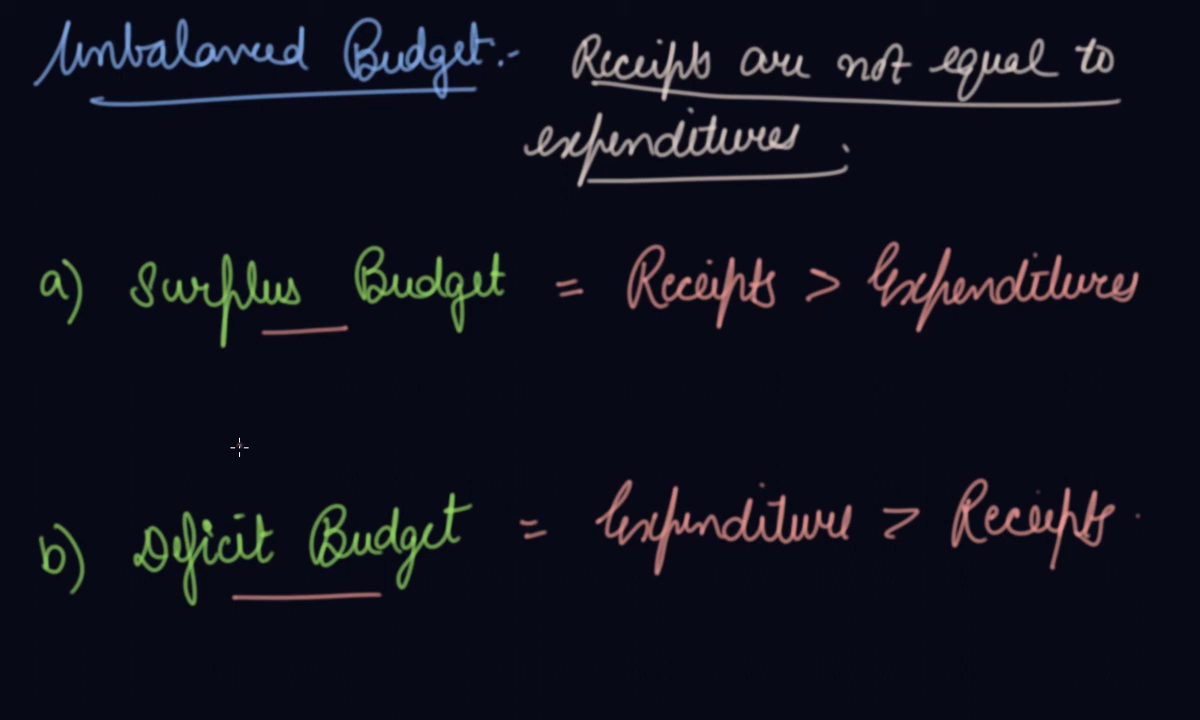 Unbalanced Budget:- Receipts are not equal to
expenditures.
a) Surplus Budget = Receipts > Expenditures
b) Deficit Budget = Expenditure > Receipts.